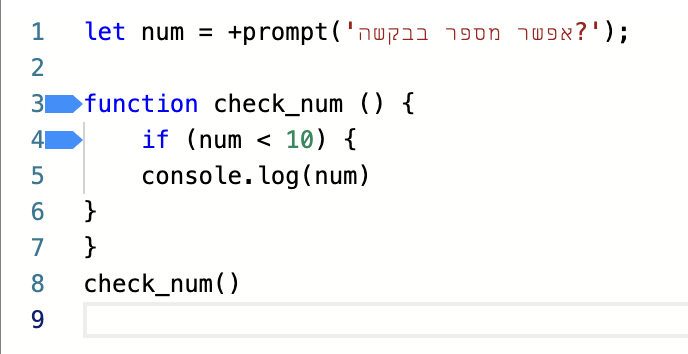 1 let num = +prompt('אפשר מספר בבקשה?');
2
3 function check_num () {
4     if (num < 10) {
5     console.log(num)
6 }
7 }
8 check_num()
9